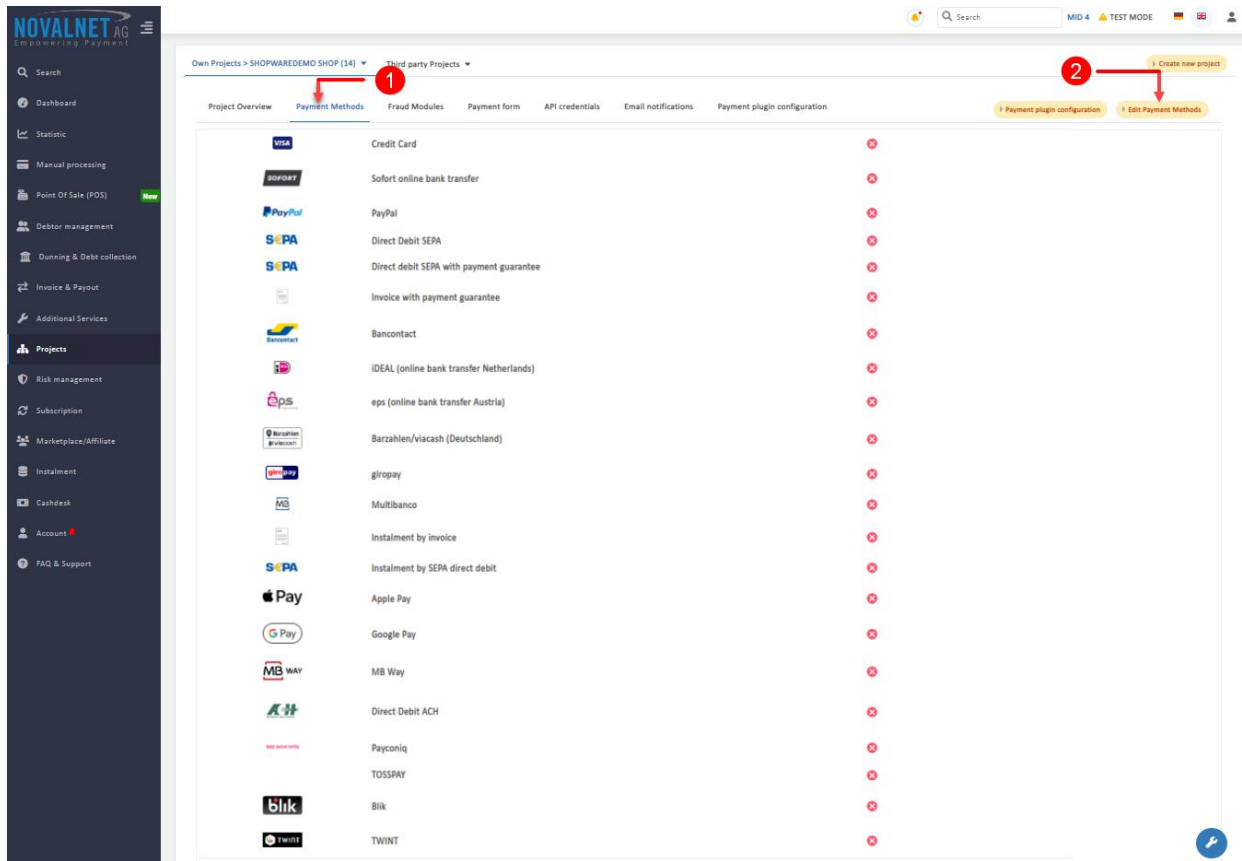 NOVALNET AG
Empowering Payment
Search
MID 4 TEST MODE
Search
Dashboard
Statistic
Manual processing
Point Of Sale (POS) New
Debtor management
Dunning & Debt collection
Invoice & Payout
Additional Services
Projects
Risk management
Subscription
Marketplace/Affiliate
Instalment
Cashdesk
Account
FAQ & Support
Own Projects > SHOPWAREDEMO SHOP (14) Third party Projects
1
2
Create new project
Project Overview Payment Methods Fraud Modules Payment form API credentials Email notifications Payment plugin configuration
Payment plugin configuration Edit Payment Methods
VISA Credit Card
SOFORT Sofort online bank transfer
PayPal PayPal
S€PA Direct Debit SEPA
S€PA Direct debit SEPA with payment guarantee
Invoice with payment guarantee
Bancontact Bancontact
iDEAL (online bank transfer Netherlands)
eps eps (online bank transfer Austria)
Barzahlen viacash Barzahlen/viacash (Deutschland)
giropay giropay
MB Multibanco
Instalment by invoice
S€PA Instalment by SEPA direct debit
Pay Apple Pay
G Pay Google Pay
MB WAY MB Way
ACH Direct Debit ACH
Payconiq
TOSSPAY
blik Blik
TWINT TWINT